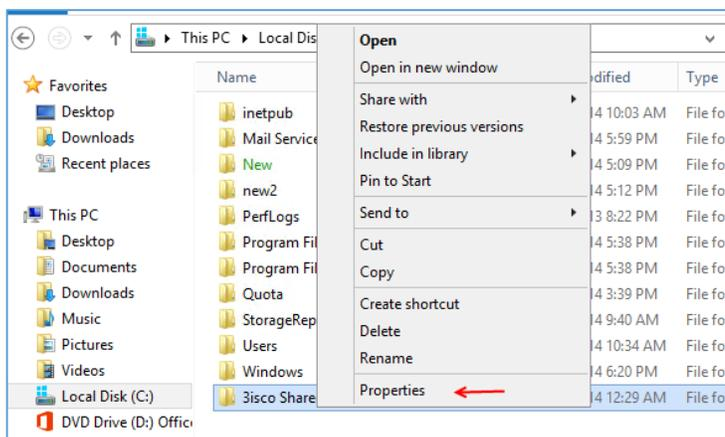 This PC
Local Dis
Favorites
Desktop
Downloads
Recent places
This PC
Desktop
Documents
Downloads
Music
Pictures
Videos
Local Disk (C:)
DVD Drive (D:) Offic
Name
inetpub
Mail Service
New
new2
PerfLogs
Program Fil
Program Fil
Quota
StorageRep
Users
Windows
3isco Share
Open
Open in new window
Share with
Restore previous versions
Include in library
Pin to Start
Send to
Cut
Copy
Create shortcut
Delete
Rename
Properties
odified Type
14 10:03 AM File fo
14 5:59 PM File fo
14 5:09 PM File fo
14 5:12 PM File fo
13 8:22 PM File fo
14 5:38 PM File fo
14 5:38 PM File fo
14 3:39 PM File fo
14 9:40 AM File fo
14 10:34 AM File fo
14 6:20 PM File fo
14 12:29 AM File fo